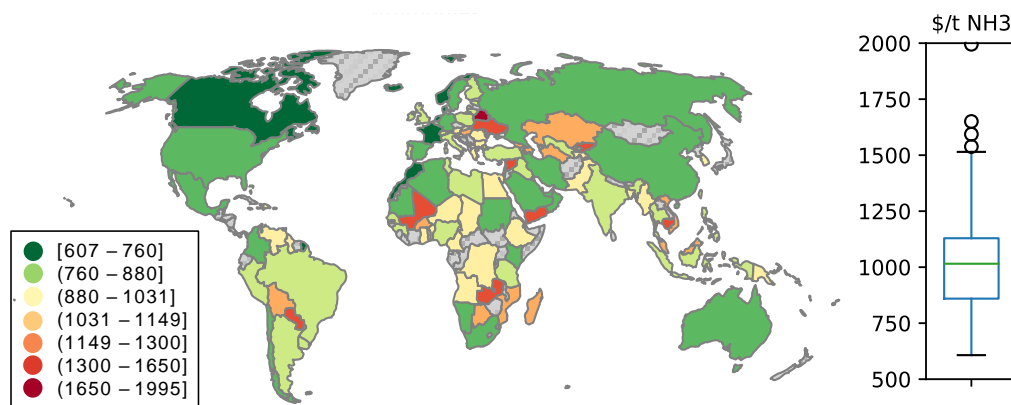 $/t NH3
2000
1750
1500
1250
1000
750
500
[607 – 760]
(760 – 880]
(880 – 1031]
(1031 – 1149]
(1149 – 1300]
(1300 – 1650]
(1650 – 1995]